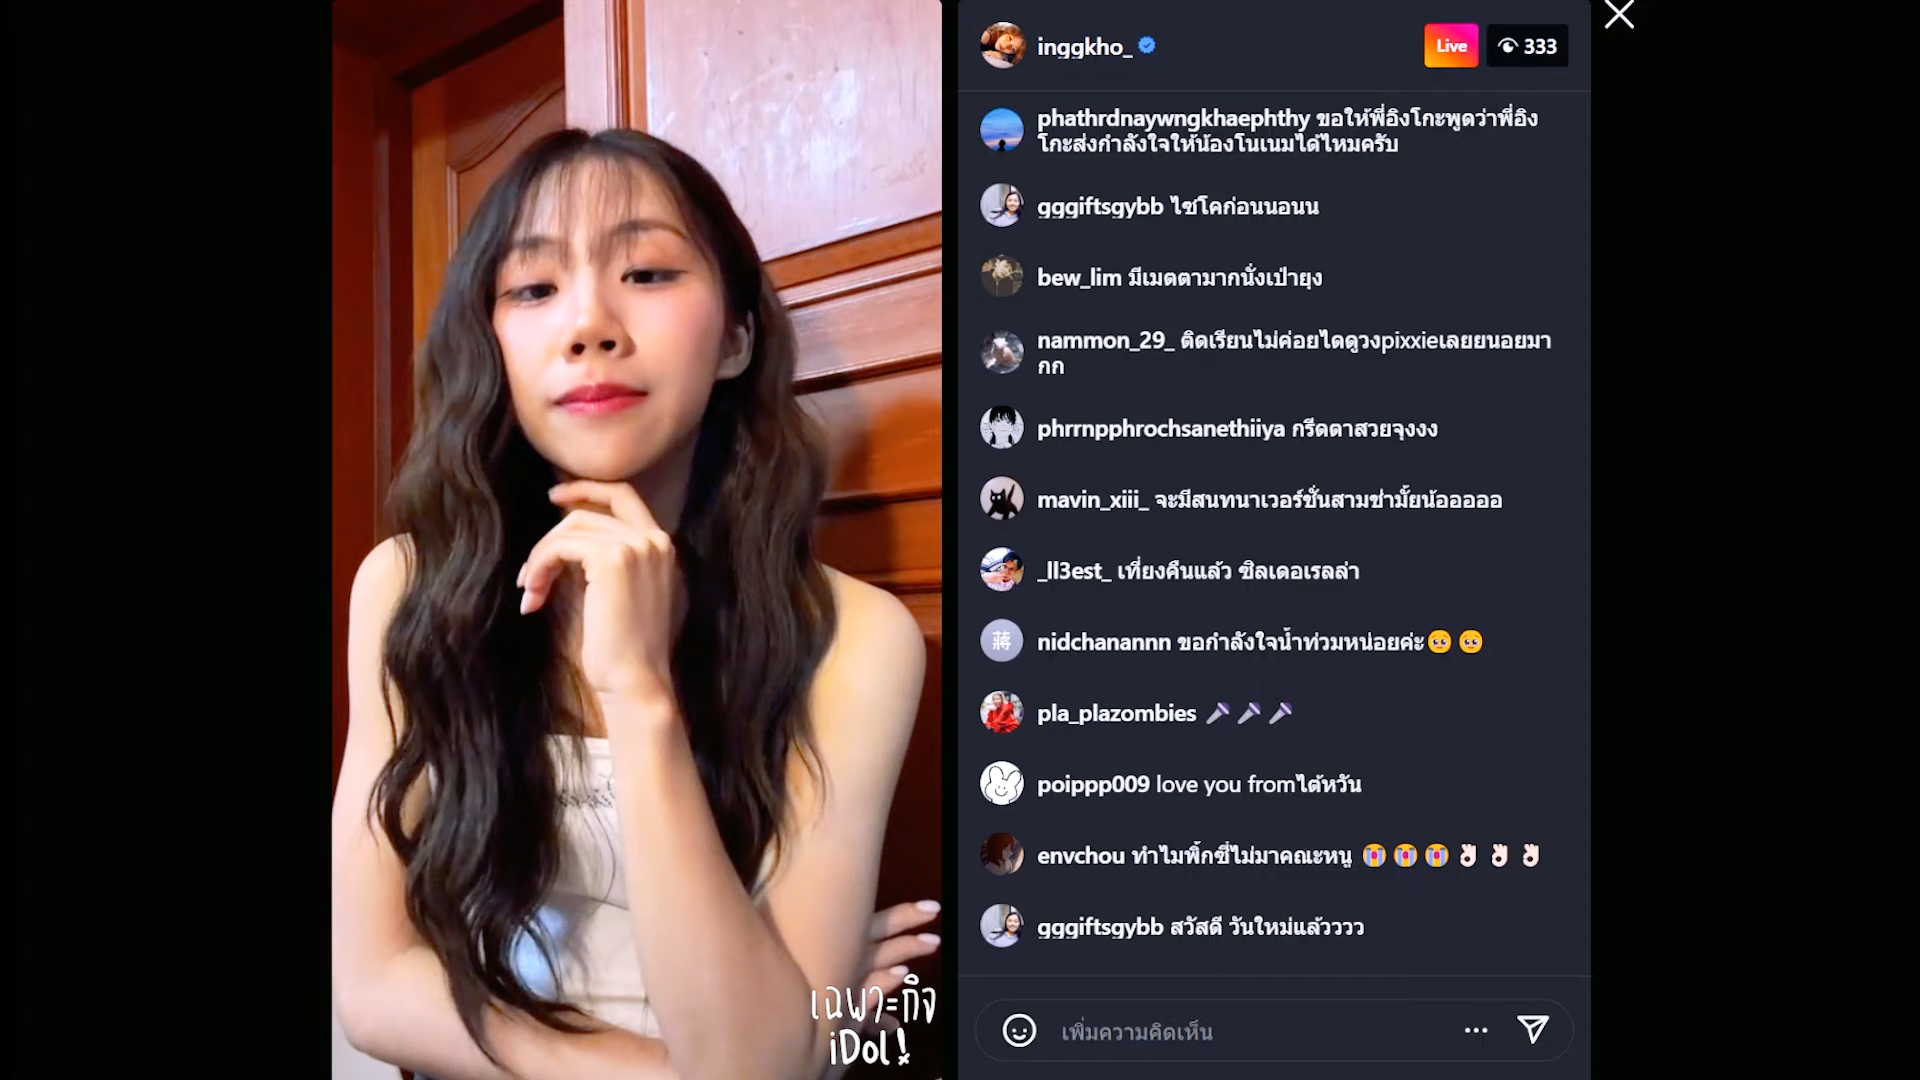 inggkho_
Live
333
phathrdnaywngkhaephthy ขอให้พี่อิงโกะพูดว่าพี่อิง
โกะส่งกำลังใจให้น้องโนเนมได้ไหมครับ
gggiftsgybb ไซโคก่อนนอนน
bew_lim มีเมตตามากนั่งเป่ายุง
nammon_29_ ติดเรียนไม่ค่อยไดดูวงpixxieเลยยนอยมา
กก
phrrnpphrochsanethiiya กรีดตาสวยจุงงง
mavin_xiii_ จะมีสนทนาเวอร์ชั่นสามช่ามั้ยน้อออออ
_ll3est_ เที่ยงคืนแล้ว ซิลเดอเรลล่า
蔣
nidchanannn ขอกำลังใจน้ำท่วมหน่อยค่ะ🥺🥺
pla_plazombies 🎤🎤🎤
poippp009 love you fromไต้หวัน
envchou ทำไมพิ้กซี่ไม่มาคณะหนู 😭😭😭👌🏻👌🏻👌🏻
gggiftsgybb สวัสดี วันใหม่แล้วววว
เพิ่มความคิดเห็น
เฉพาะกิจ
iDol!